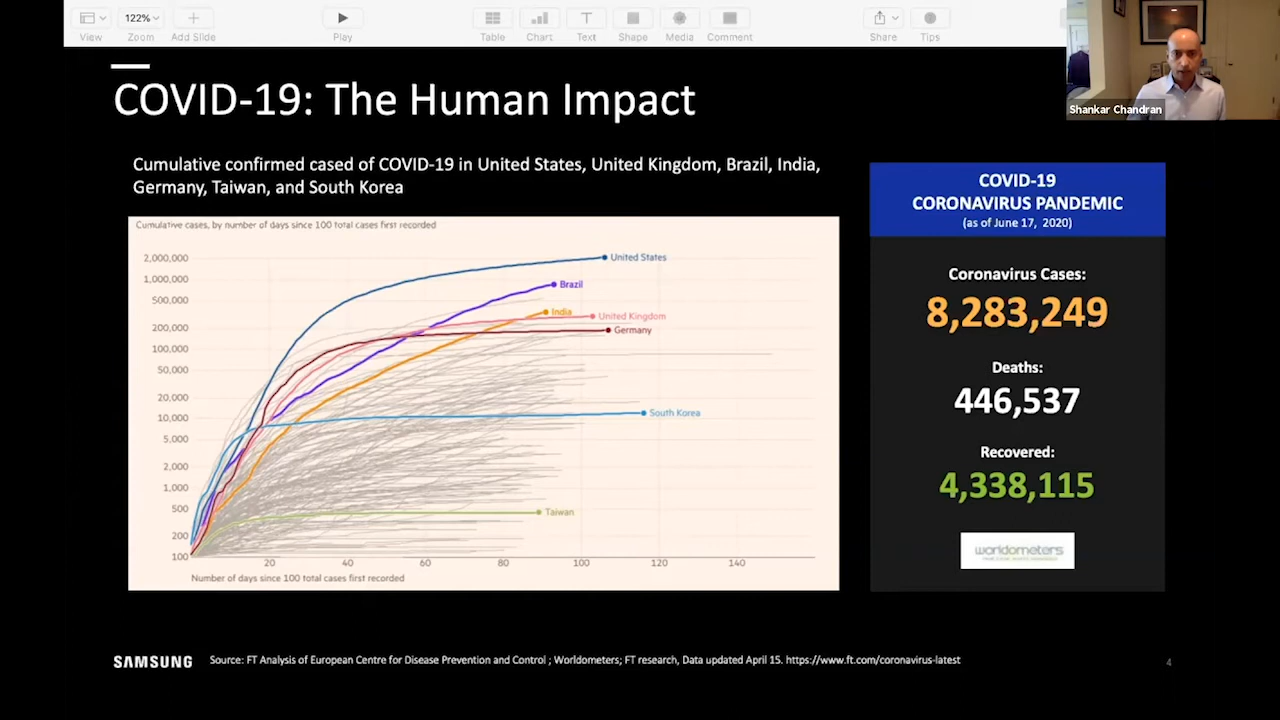 122%
View
Zoom
Add Slide
Play
Table
Chart
Text
Shape
Media
Comment
Share
Tips
Shankar Chandran
COVID-19: The Human Impact
Cumulative confirmed cased of COVID-19 in United States, United Kingdom, Brazil, India,
Germany, Taiwan, and South Korea
Cumulative cases, by number of days since 100 total cases first recorded
2,000,000
1,000,000
500,000
200,000
100,000
50,000
20,000
10,000
5,000
2,000
1,000
500
200
100
United States
Brazil
India
United Kingdom
Germany
South Korea
Taiwan
20
40
60
80
100
120
140
Number of days since 100 total cases first recorded
COVID-19
CORONAVIRUS PANDEMIC
(as of June 17, 2020)
Coronavirus Cases:
8,283,249
Deaths:
446,537
Recovered:
4,338,115
worldometers
SAMSUNG
Source: FT Analysis of European Centre for Disease Prevention and Control ; Worldometers; FT research, Data updated April 15. https://www.ft.com/coronavirus-latest
4